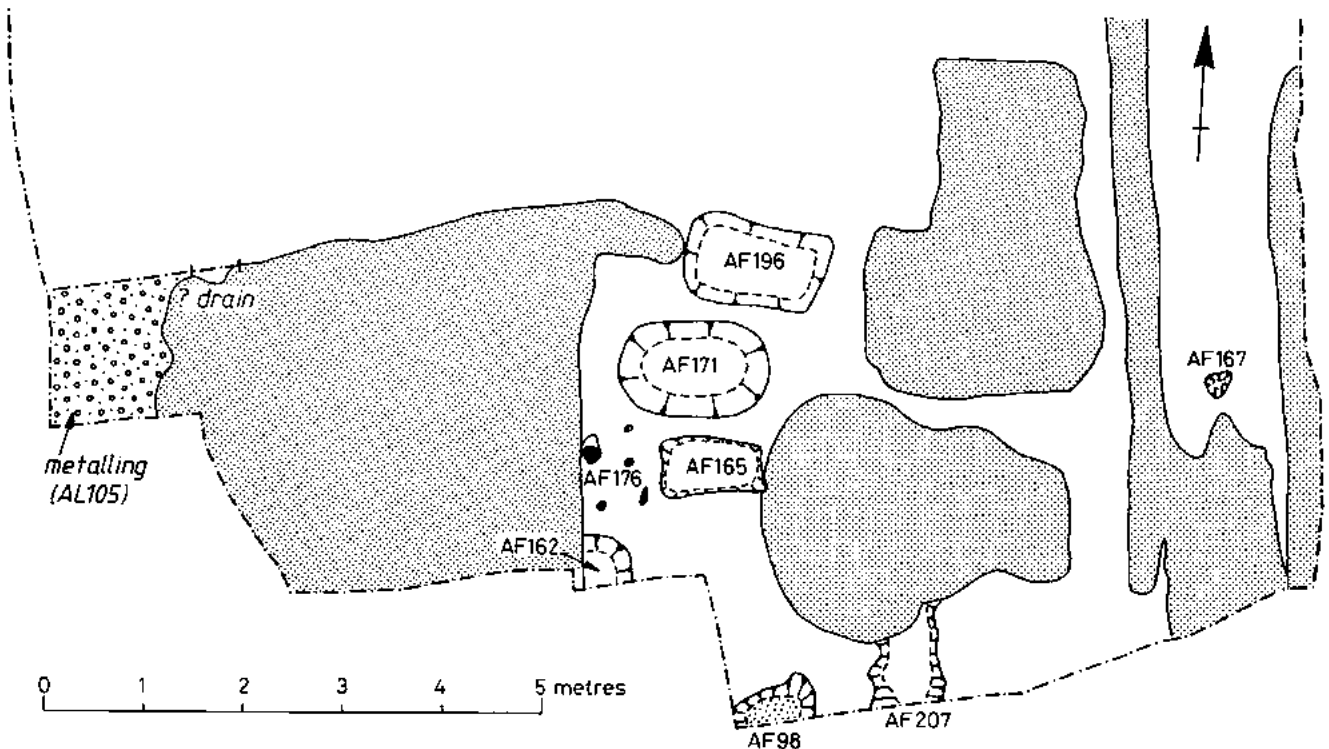 AF196
? drain
AF171
AF167
metalling
(AL105)
AF165
AF176
AF162
0 1 2 3 4 5 metres
AF98
AF207